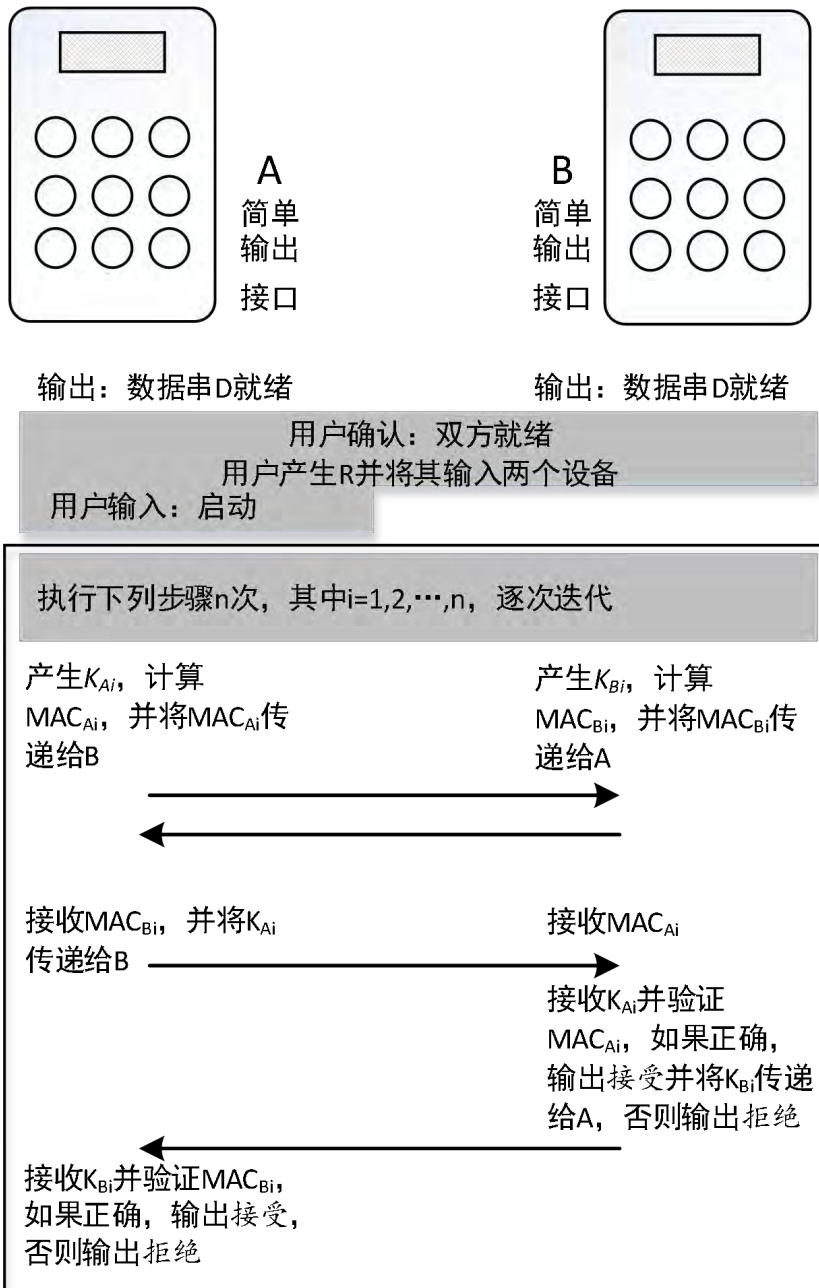 A
简单
输出
接口
B
简单
输出
接口
输出：数据串D就绪
输出：数据串D就绪
用户确认：双方就绪
用户产生R并将其输入两个设备
用户输入：启动
执行下列步骤n次，其中i=1,2,…,n，逐次迭代
产生KAi，计算
MACAi，并将MACAi传
递给B
产生KBi，计算
MACBi，并将MACBi传
递给A
接收MACBi，并将KAi
传递给B
接收MACAi
接收KAi并验证
MACAi，如果正确，
输出接受并将KBi传递
给A，否则输出拒绝
接收KBi并验证MACBi，
如果正确，输出接受，
否则输出拒绝